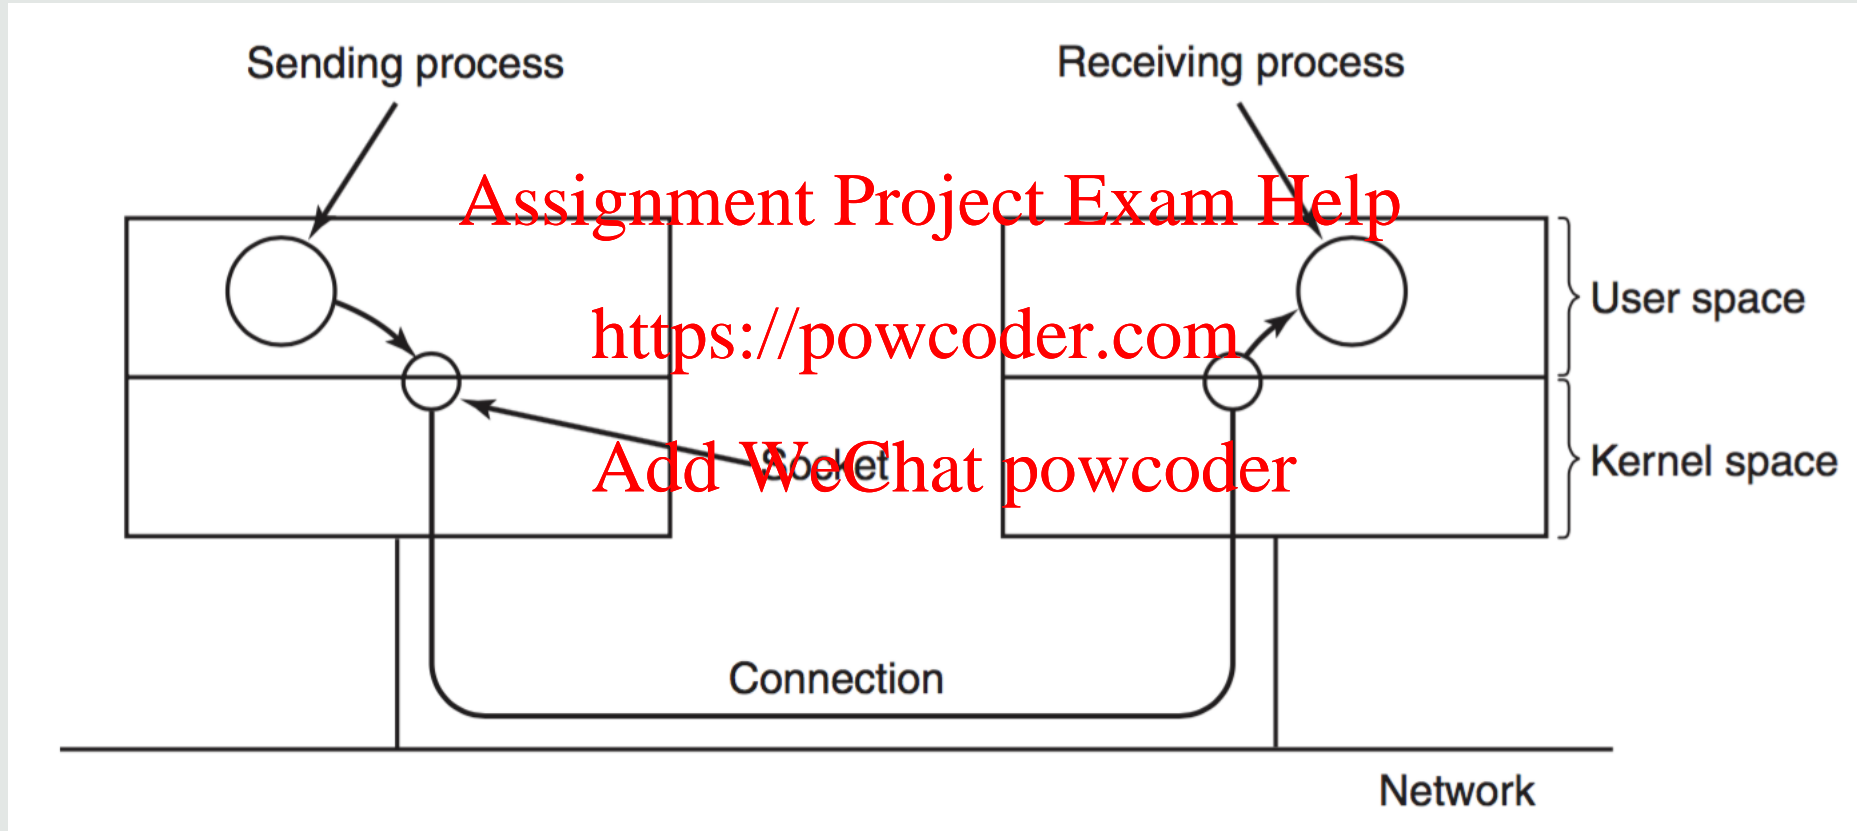 Sending process
Receiving process
Assignment Project Exam Help
https://powcoder.com
User space
Add WeChat powcoder
Socket
Kernel space
Connection
Network